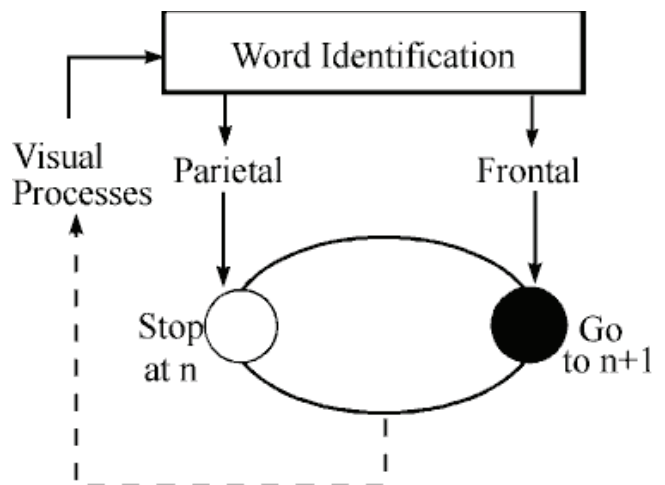 Word Identification
Visual
Processes
Parietal
Frontal
Stop
at n
Go
to n+1